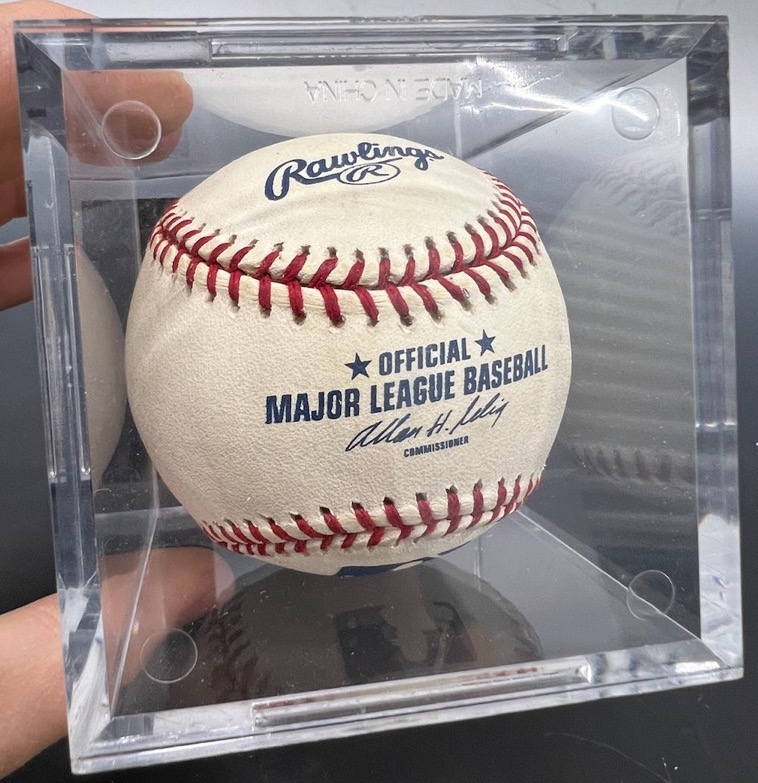 MADE IN CHINA
Rawlings
R
★ OFFICIAL ★
MAJOR LEAGUE BASEBALL
Allan H. Selig
COMMISSIONER